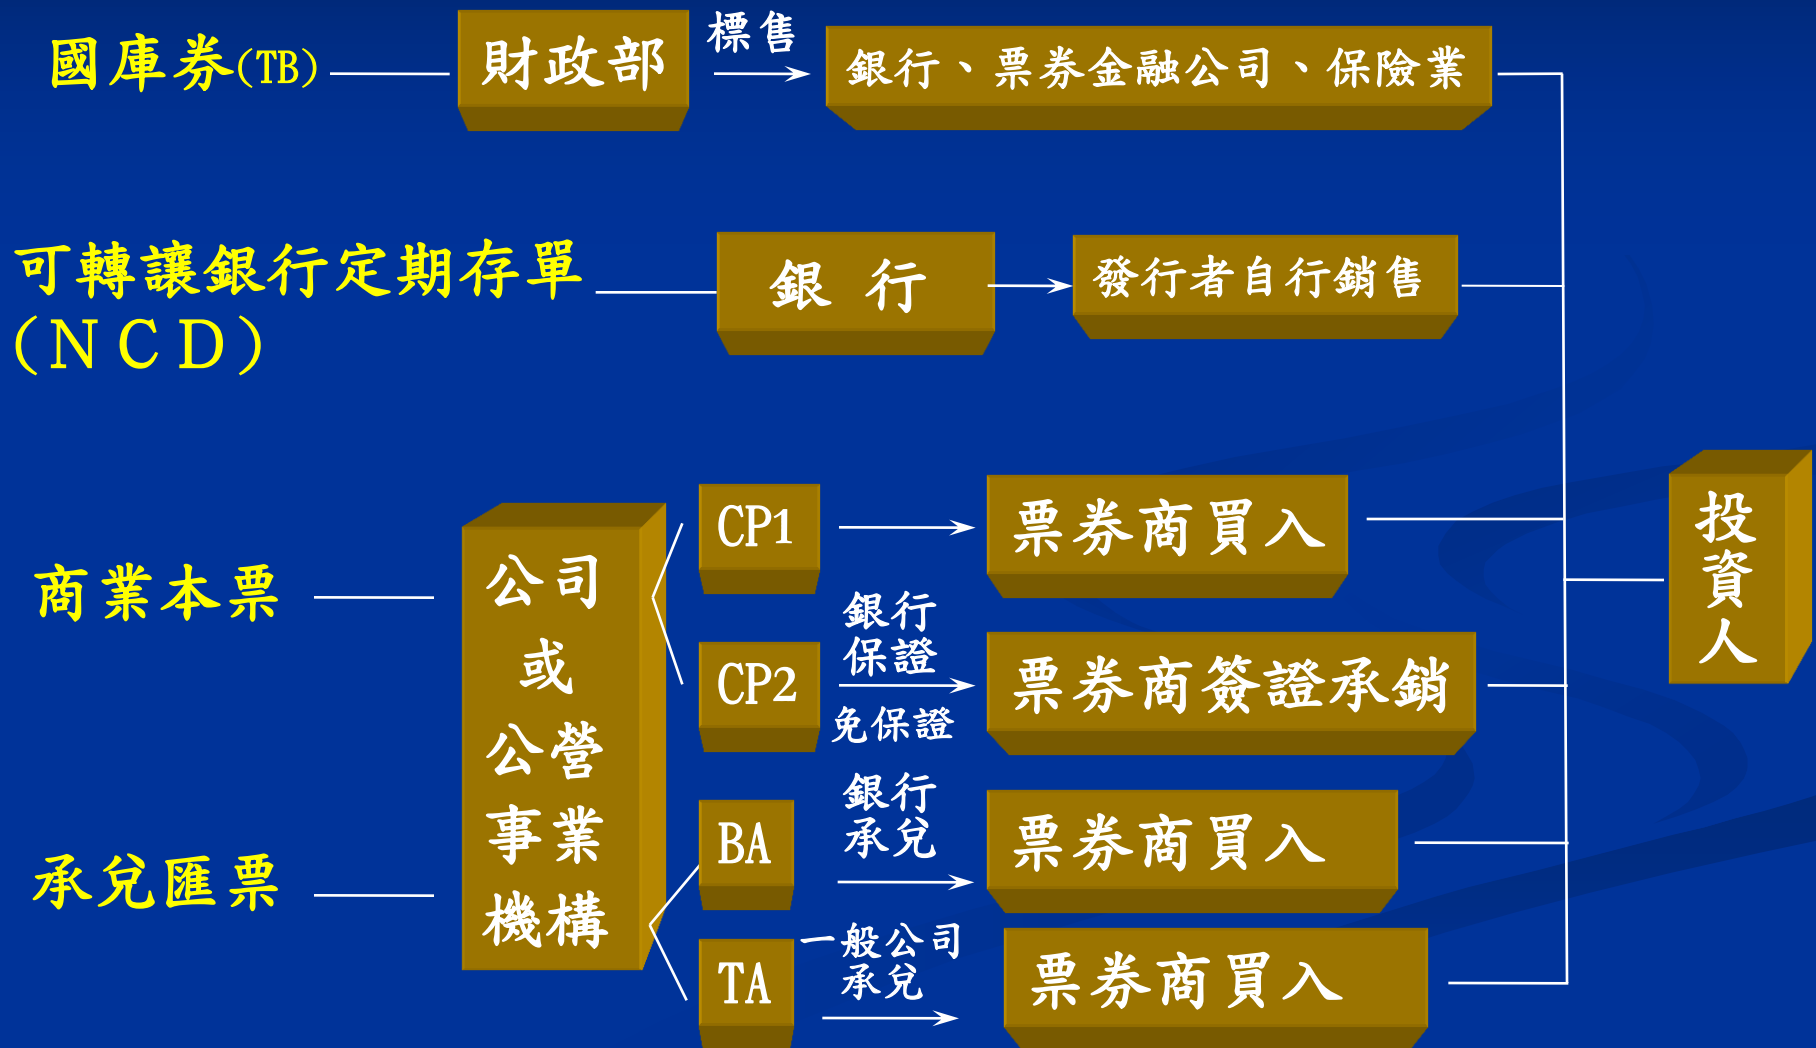 國庫券(TB)
財政部
標售
銀行、票券金融公司、保險業
可轉讓銀行定期存單
(ＮＣＤ)
銀 行
發行者自行銷售
商業本票
承兌匯票
公司
或
公營
事業
機構
CP1
票券商買入
CP2
銀行
保證
免保證
票券商簽證承銷
BA
銀行
承兌
票券商買入
TA
一般公司
承兌
票券商買入
投
資
人